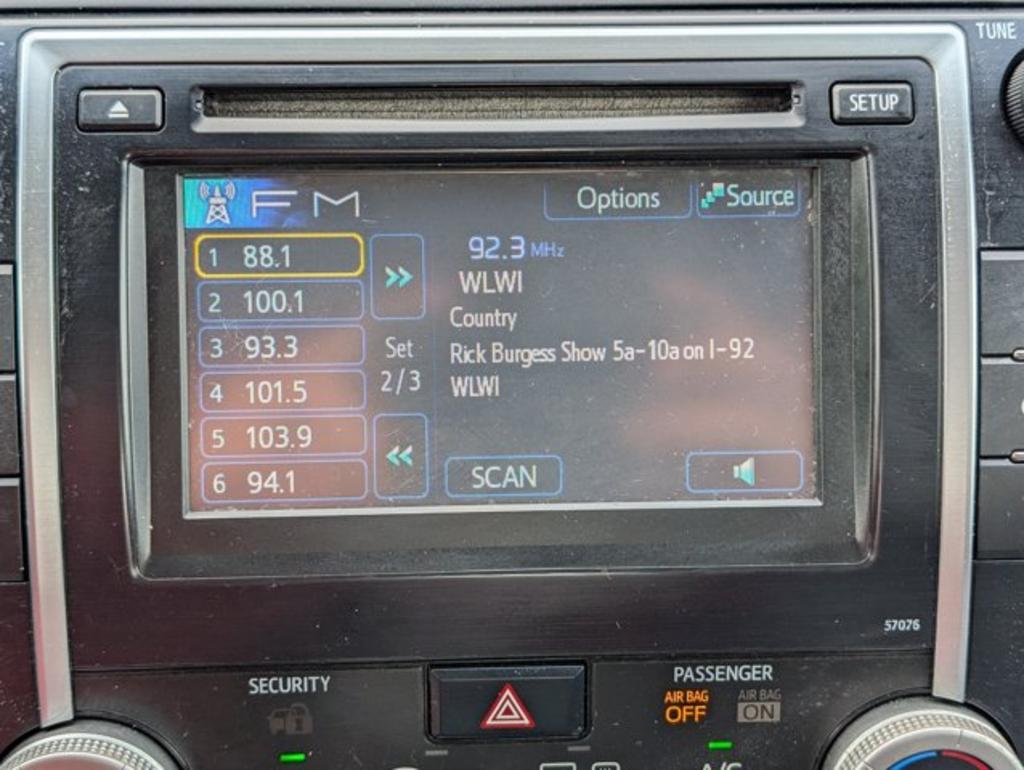 TUNE
SETUP
FM
Options
Source
1 88.1
2 100.1
3 93.3
4 101.5
5 103.9
6 94.1
Set
2/3
92.3 MHz
WLWI
Country
Rick Burgess Show 5a-10a on I-92
WLWI
SCAN
57076
SECURITY
PASSENGER
AIR BAG
OFF
AIR BAG
ON
A/C